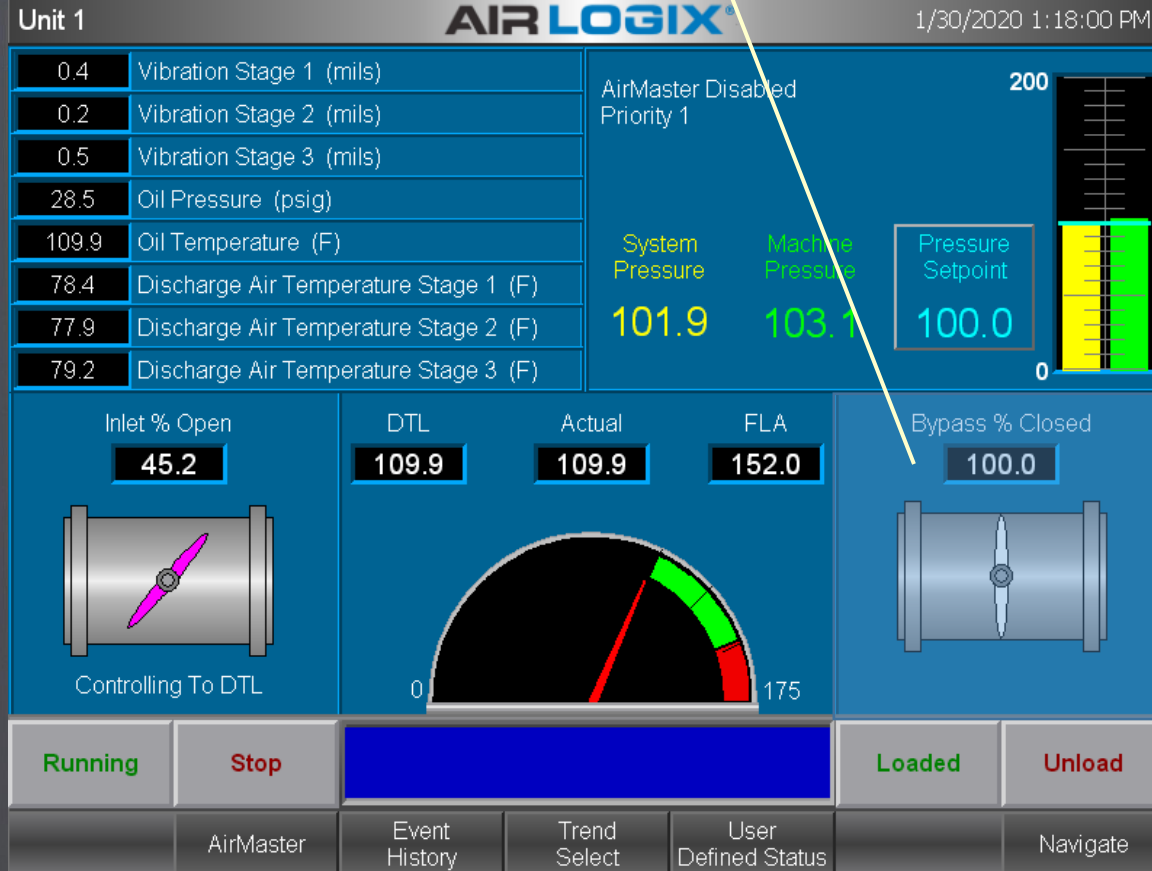 Unit 1
AIRLOGIX®
1/30/2020 1:18:00 PM
0.4 Vibration Stage 1 (mils)
0.2 Vibration Stage 2 (mils)
0.5 Vibration Stage 3 (mils)
28.5 Oil Pressure (psig)
109.9 Oil Temperature (F)
78.4 Discharge Air Temperature Stage 1 (F)
77.9 Discharge Air Temperature Stage 2 (F)
79.2 Discharge Air Temperature Stage 3 (F)
AirMaster Disabled
Priority 1
System
Pressure
101.9
Machine
Pressure
103.1
Pressure
Setpoint
100.0
200
0
Inlet % Open
45.2
Controlling To DTL
DTL
109.9
Actual
109.9
FLA
152.0
0
175
Bypass % Closed
100.0
Running
Stop
Loaded
Unload
AirMaster
Event
History
Trend
Select
User
Defined Status
Navigate